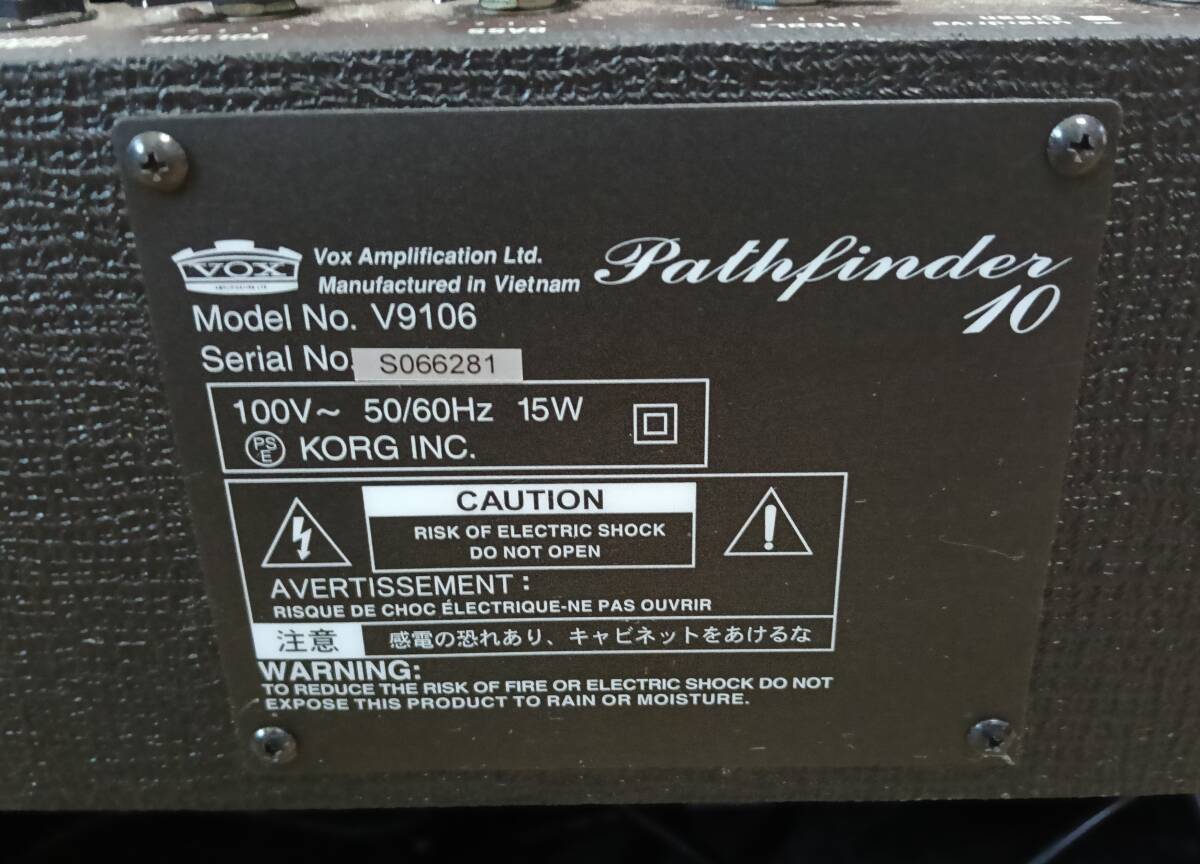 BASS
VOX
Vox Amplification Ltd.
Manufactured in Vietnam
Pathfinder
10
Model No. V9106
Serial No. S066281
100V~ 50/60Hz 15W
PS
E
KORG INC.
CAUTION
RISK OF ELECTRIC SHOCK
DO NOT OPEN
AVERTISSEMENT :
RISQUE DE CHOC ÉLECTRIQUE-NE PAS OUVRIR
注意 感電の恐れあり、キャビネットをあけるな
WARNING:
TO REDUCE THE RISK OF FIRE OR ELECTRIC SHOCK DO NOT
EXPOSE THIS PRODUCT TO RAIN OR MOISTURE.